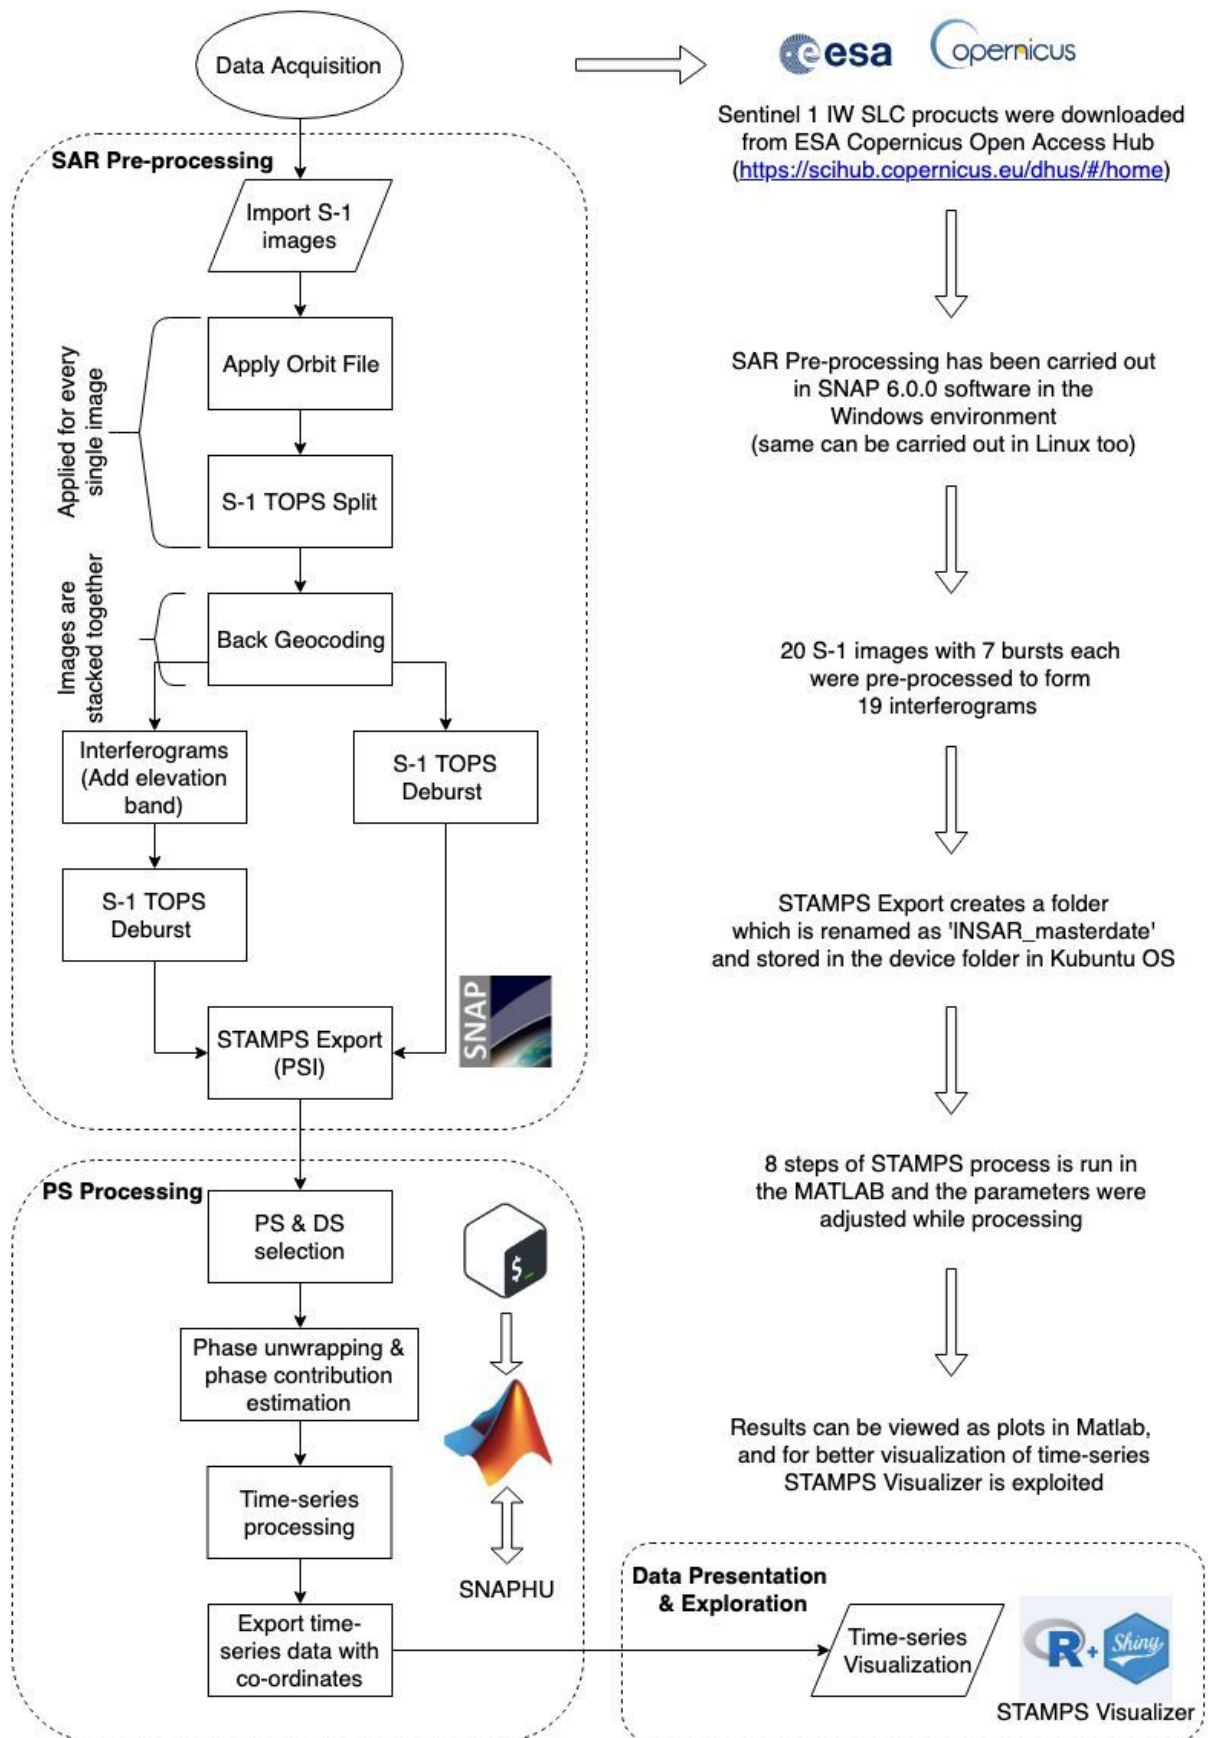 Data Acquisition
esa
opernicus
Sentinel 1 IW SLC procucts were downloaded
from ESA Copernicus Open Access Hub
(https://scihub.copernicus.eu/dhus/#/home)
SAR Pre-processing
Import S-1
images
Apply Orbit File
Applied for every
single image
S-1 TOPS Split
SAR Pre-processing has been carried out
in SNAP 6.0.0 software in the
Windows environment
(same can be carried out in Linux too)
Images are
stacked together
Back Geocoding
20 S-1 images with 7 bursts each
were pre-processed to form
19 interferograms
Interferograms
(Add elevation
band)
S-1 TOPS
Deburst
S-1 TOPS
Deburst
STAMPS Export creates a folder
which is renamed as 'INSAR_masterdate'
and stored in the device folder in Kubuntu OS
STAMPS Export
(PSI)
SNAP
PS Processing
PS & DS
selection
$_
8 steps of STAMPS process is run in
the MATLAB and the parameters were
adjusted while processing
Phase unwrapping &
phase contribution
estimation
Results can be viewed as plots in Matlab,
and for better visualization of time-series
STAMPS Visualizer is exploited
Time-series
processing
SNAPHU
Export time-
series data with
co-ordinates
Data Presentation
& Exploration
Time-series
Visualization
R + Shiny
STAMPS Visualizer